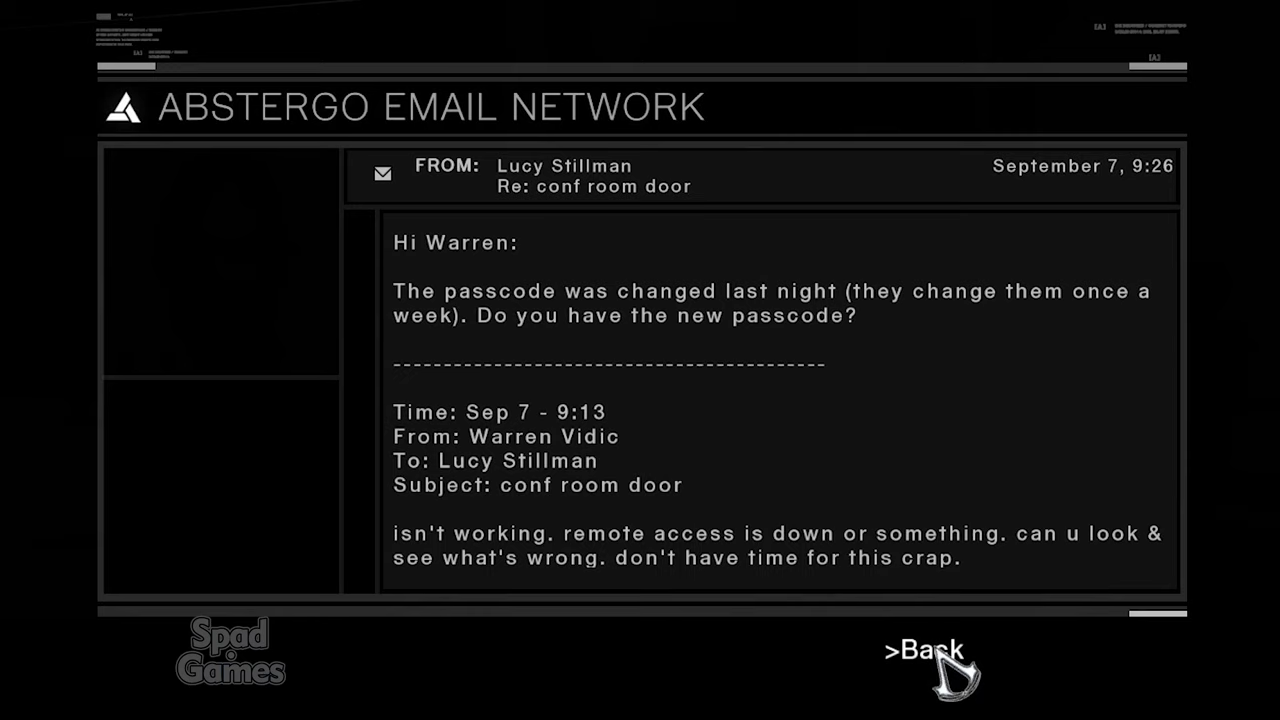 ABSTERGO EMAIL NETWORK
FROM: Lucy Stillman September 7, 9:26
Re: conf room door
Hi Warren:
The passcode was changed last night (they change them once a
week). Do you have the new passcode?
-------------------------------------------
Time: Sep 7 - 9:13
From: Warren Vidic
To: Lucy Stillman
Subject: conf room door
isn't working. remote access is down or something. can u look &
see what's wrong. don't have time for this crap.
Spad
Games
>Back